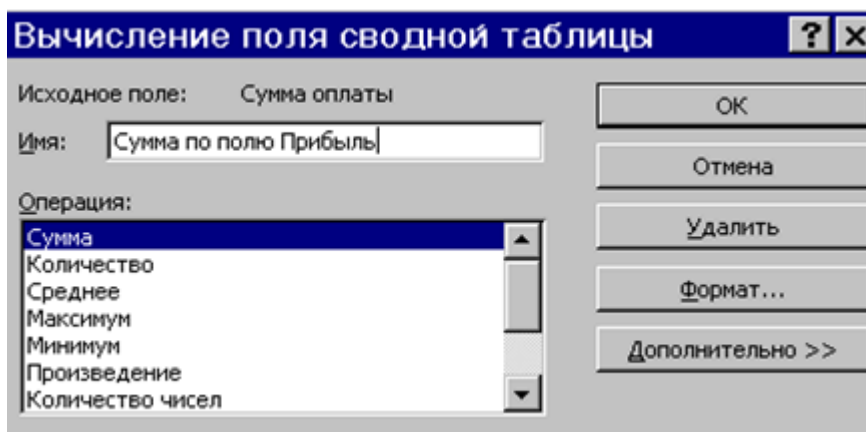 Вычисление поля сводной таблицы
Исходное поле: Сумма оплаты
Имя: Сумма по полю Прибыль
Операция:
Сумма
Количество
Среднее
Максимум
Минимум
Произведение
Количество чисел
OK
Отмена
Удалить
Формат...
Дополнительно >>